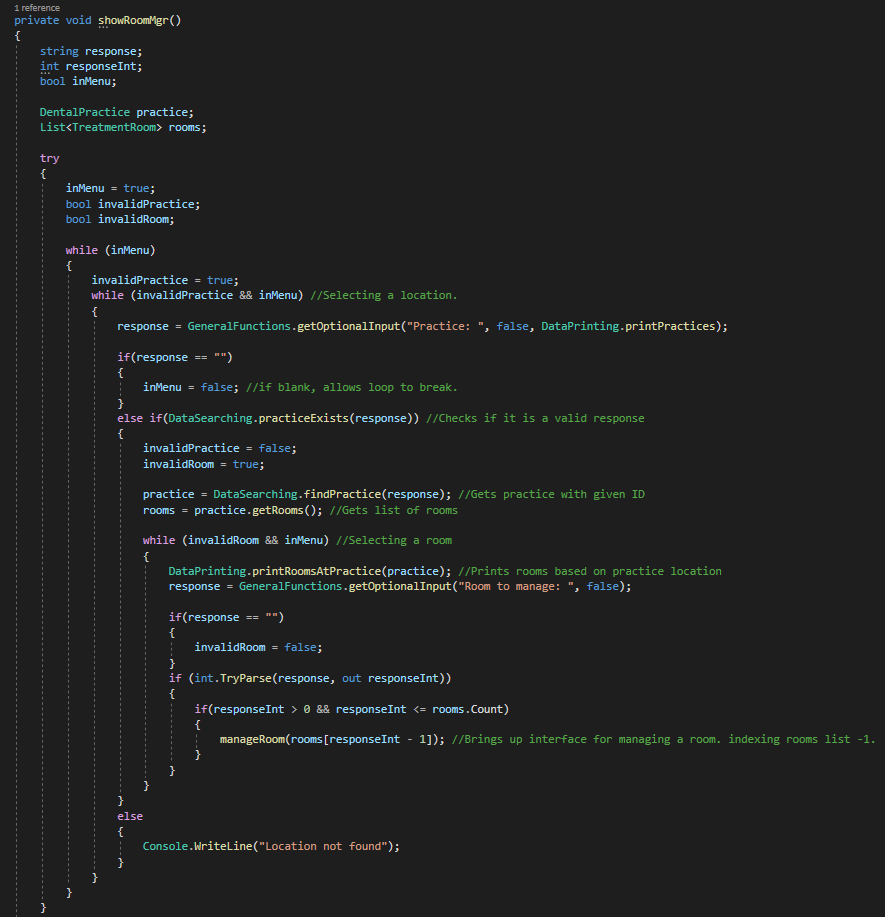 1 reference
private void showRoomMgr()
{
string response;
int responseInt;
bool inMenu;
DentalPractice practice;
List<TreatmentRoom> rooms;
try
{
inMenu = true;
bool invalidPractice;
bool invalidRoom;
while (inMenu)
{
invalidPractice = true;
while (invalidPractice && inMenu) //Selecting a location.
{
response = GeneralFunctions.getOptionalInput("Practice: ", false, DataPrinting.printPractices);
if(response == "")
{
inMenu = false; //if blank, allows loop to break.
}
else if(DataSearching.practiceExists(response)) //Checks if it is a valid response
{
invalidPractice = false;
invalidRoom = true;
practice = DataSearching.findPractice(response); //Gets practice with given ID
rooms = practice.getRooms(); //Gets list of rooms
while (invalidRoom && inMenu) //Selecting a room
{
DataPrinting.printRoomsAtPractice(practice); //Prints rooms based on practice location
response = GeneralFunctions.getOptionalInput("Room to manage: ", false);
if(response == "")
{
invalidRoom = false;
}
if (int.TryParse(response, out responseInt))
{
if(responseInt > 0 && responseInt <= rooms.Count)
{
manageRoom(rooms[responseInt - 1]); //Brings up interface for managing a room. indexing rooms list -1.
}
}
}
}
else
{
Console.WriteLine("Location not found");
}
}
}
}